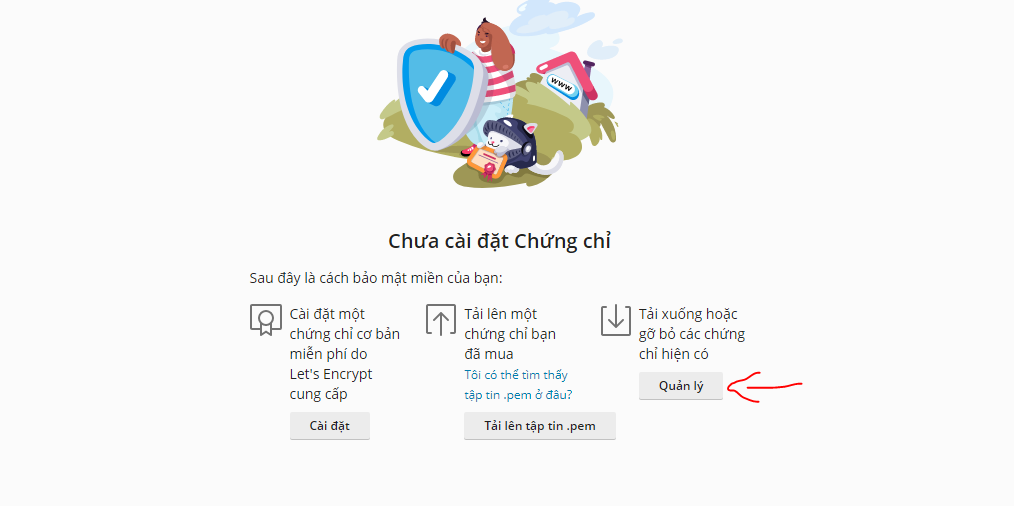 www
Chưa cài đặt Chứng chỉ
Sau đây là cách bảo mật miền của bạn:
Cài đặt một
chứng chỉ cơ bản
miễn phí do
Let's Encrypt
cung cấp
Cài đặt
Tải lên một
chứng chỉ bạn
đã mua
Tôi có thể tìm thấy
tập tin .pem ở đâu?
Tải lên tập tin .pem
Tải xuống hoặc
gỡ bỏ các chứng
chỉ hiện có
Quản lý